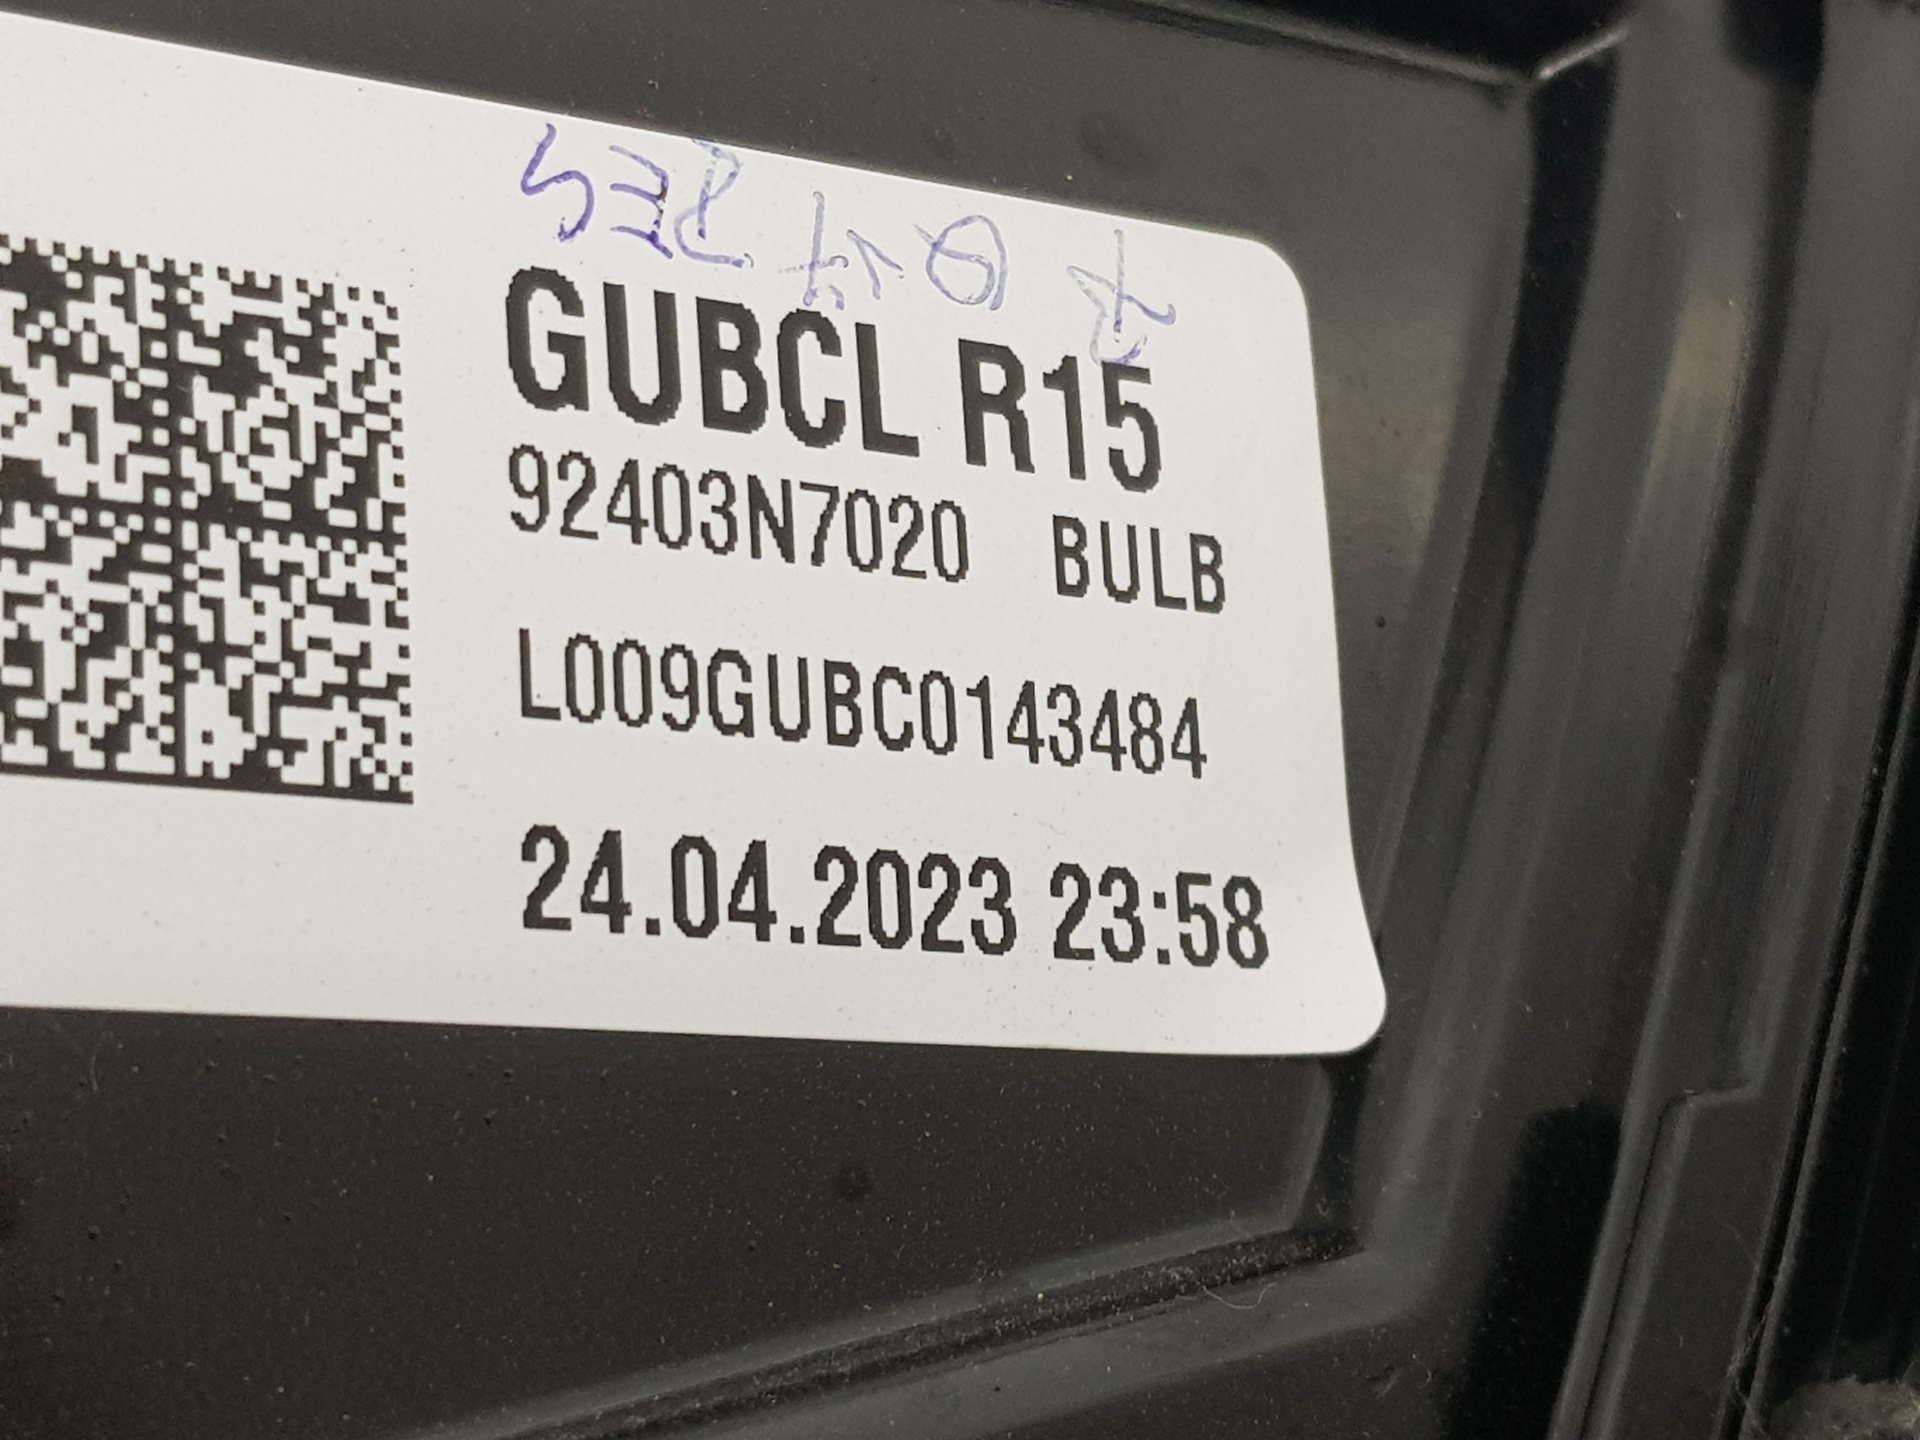 GUBCL R15
92403N7020 BULB
L009GUBC0143484
24.04.2023 23:58